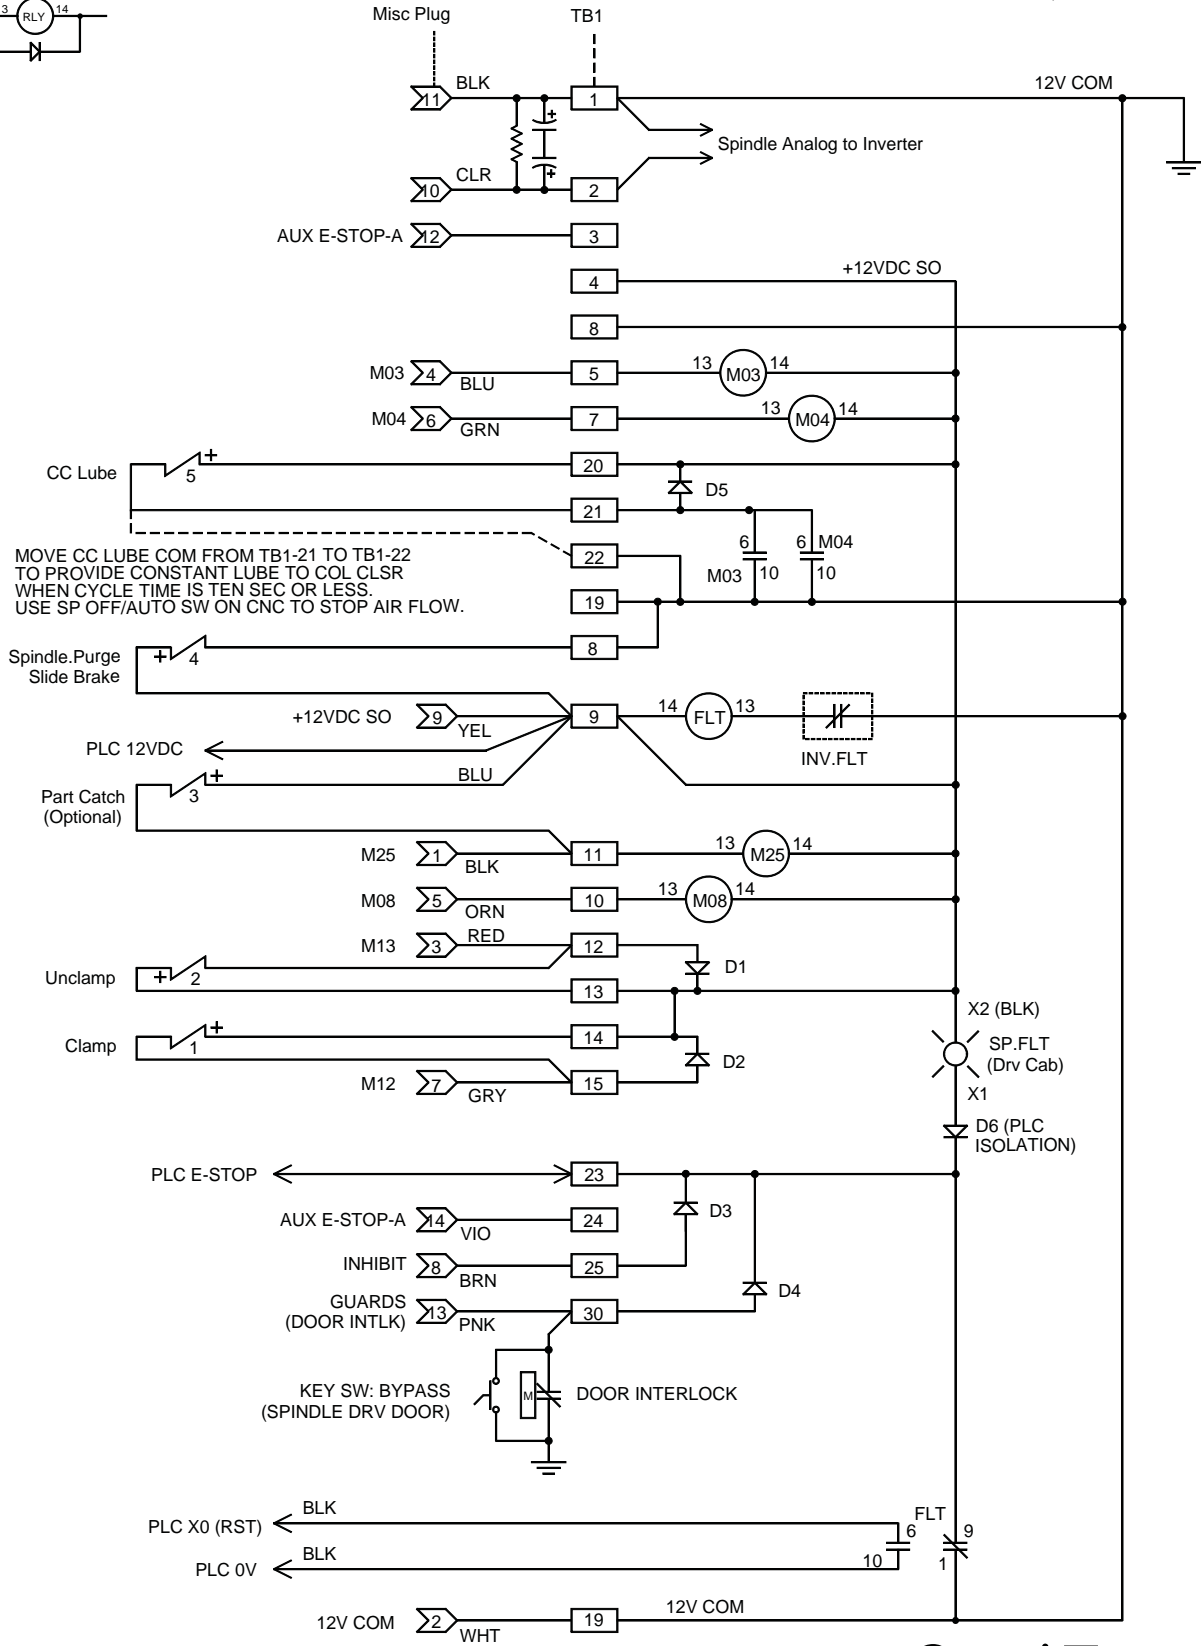 3 RLY 14
Misc Plug
TB1
11 BLK 1 12V COM
Spindle Analog to Inverter
10 CLR 2
AUX E-STOP-A 12 3
4 +12VDC SO
8
M03 4 BLU 5 13 M03 14
M04 6 GRN 7 13 M04 14
CC Lube 5 + 20
D5
21
6 6 M04
22
M03 10 10
MOVE CC LUBE COM FROM TB1-21 TO TB1-22
TO PROVIDE CONSTANT LUBE TO COL CLSR
WHEN CYCLE TIME IS TEN SEC OR LESS.
USE SP OFF/AUTO SW ON CNC TO STOP AIR FLOW.
19
Spindle.Purge + 4 8
Slide Brake
+12VDC SO 9 YEL 9 14 FLT 13
INV.FLT
PLC 12VDC
BLU
Part Catch 3 +
(Optional)
M25 1 BLK 11 13 M25 14
M08 5 ORN 10 13 M08 14
M13 3 RED 12
D1
Unclamp + 2
13
X2 (BLK)
Clamp 1 + 14
SP.FLT
(Drv Cab)
D2
M12 7 GRY 15
X1
D6 (PLC
ISOLATION)
PLC E-STOP 23
D3
AUX E-STOP-A 14 VIO 24
INHIBIT 8 BRN 25
D4
GUARDS
(DOOR INTLK) 13 PNK 30
KEY SW: BYPASS
(SPINDLE DRV DOOR)
M
DOOR INTERLOCK
PLC X0 (RST) BLK
FLT
6 9
PLC 0V BLK 10 1
12V COM 2 WHT 19 12V COM